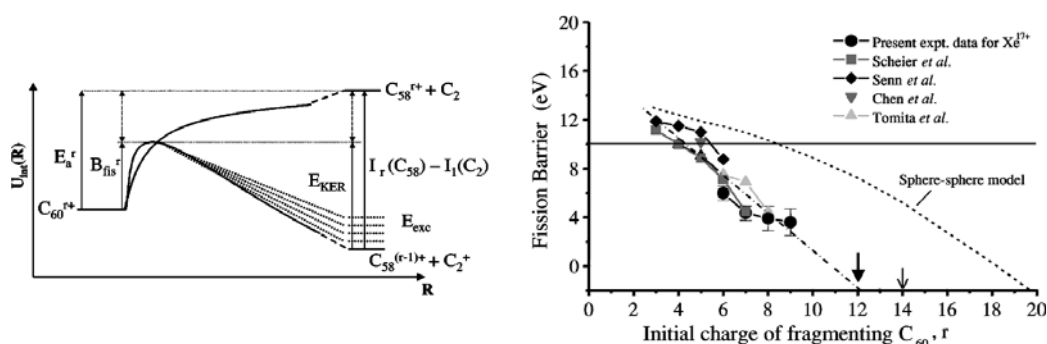 U_int(R)
E_a^r
B_fis^r
C_60^r+
C_58^r+ + C_2
I_r(C_58) – I_1(C_2)
E_KER
E_exc
C_58^(r-1)+ + C_2^+
R
Fission Barrier (eV)
20
16
12
8
4
0
Present expt. data for Xe^17+
Scheier et al.
Senn et al.
Chen et al.
Tomita et al.
Sphere-sphere model
0 2 4 6 8 10 12 14 16 18 20
Initial charge of fragmenting C_60, r